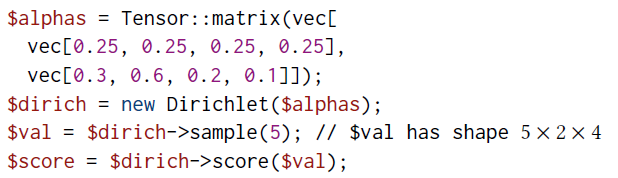 $alphas = Tensor::matrix(vec[
  vec[0.25, 0.25, 0.25, 0.25],
  vec[0.3, 0.6, 0.2, 0.1]]);
$dirich = new Dirichlet($alphas);
$val = $dirich->sample(5); // $val has shape 5 × 2 × 4
$score = $dirich->score($val);